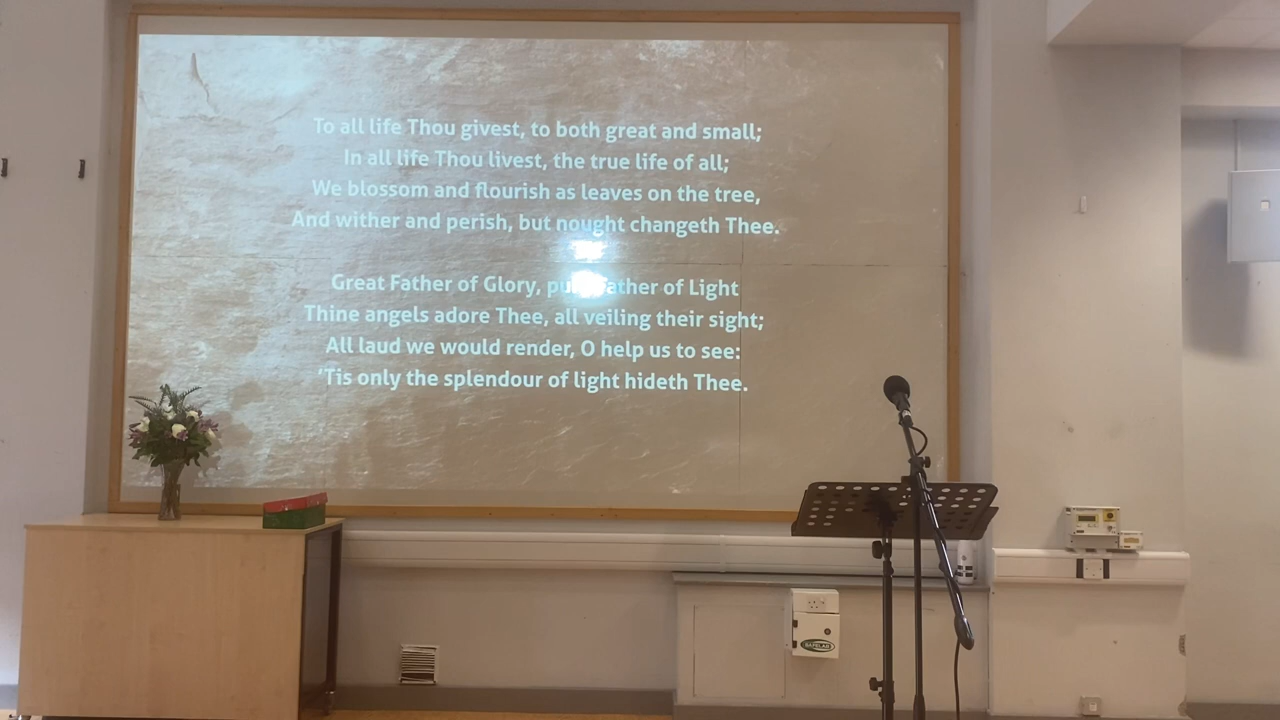 To all life Thou givest, to both great and small;
In all life Thou livest, the true life of all;
We blossom and flourish as leaves on the tree,
And wither and perish, but nought changeth Thee.
Great Father of Glory, of Light
Thine angels adore Thee, all veiling their sight;
All laud we would render, O help us to see:
'Tis only the splendour of light hideth Thee.